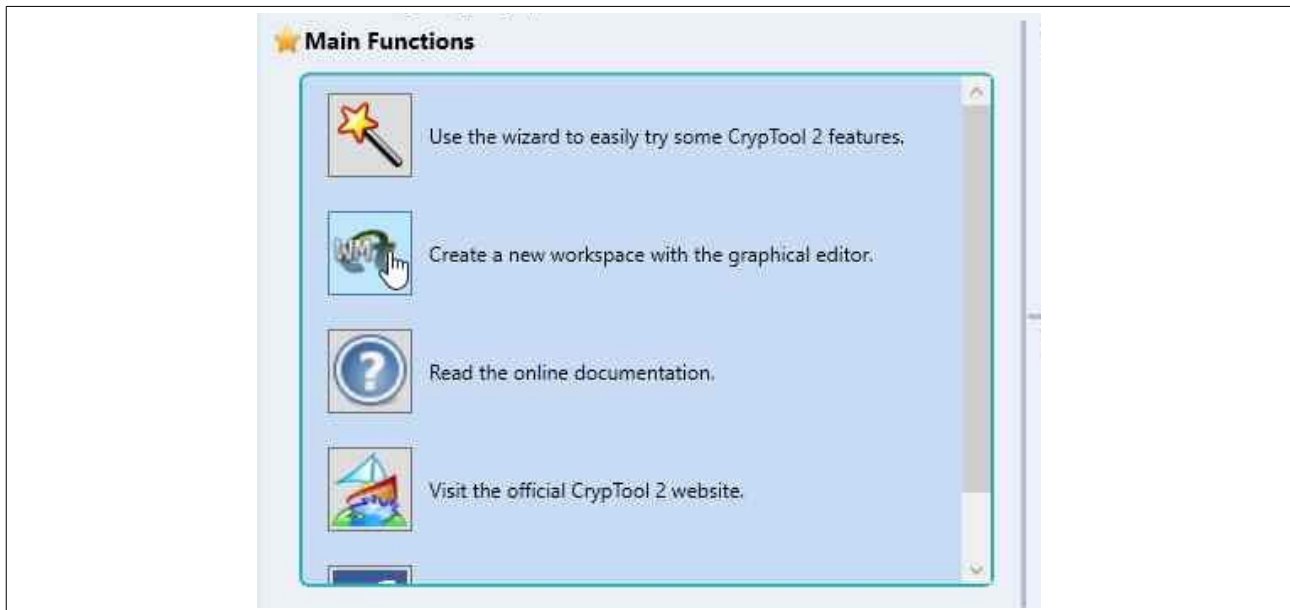 Main Functions
Use the wizard to easily try some CrypTool 2 features.
WM
Create a new workspace with the graphical editor.
?
Read the online documentation.
Visit the official CrypTool 2 website.